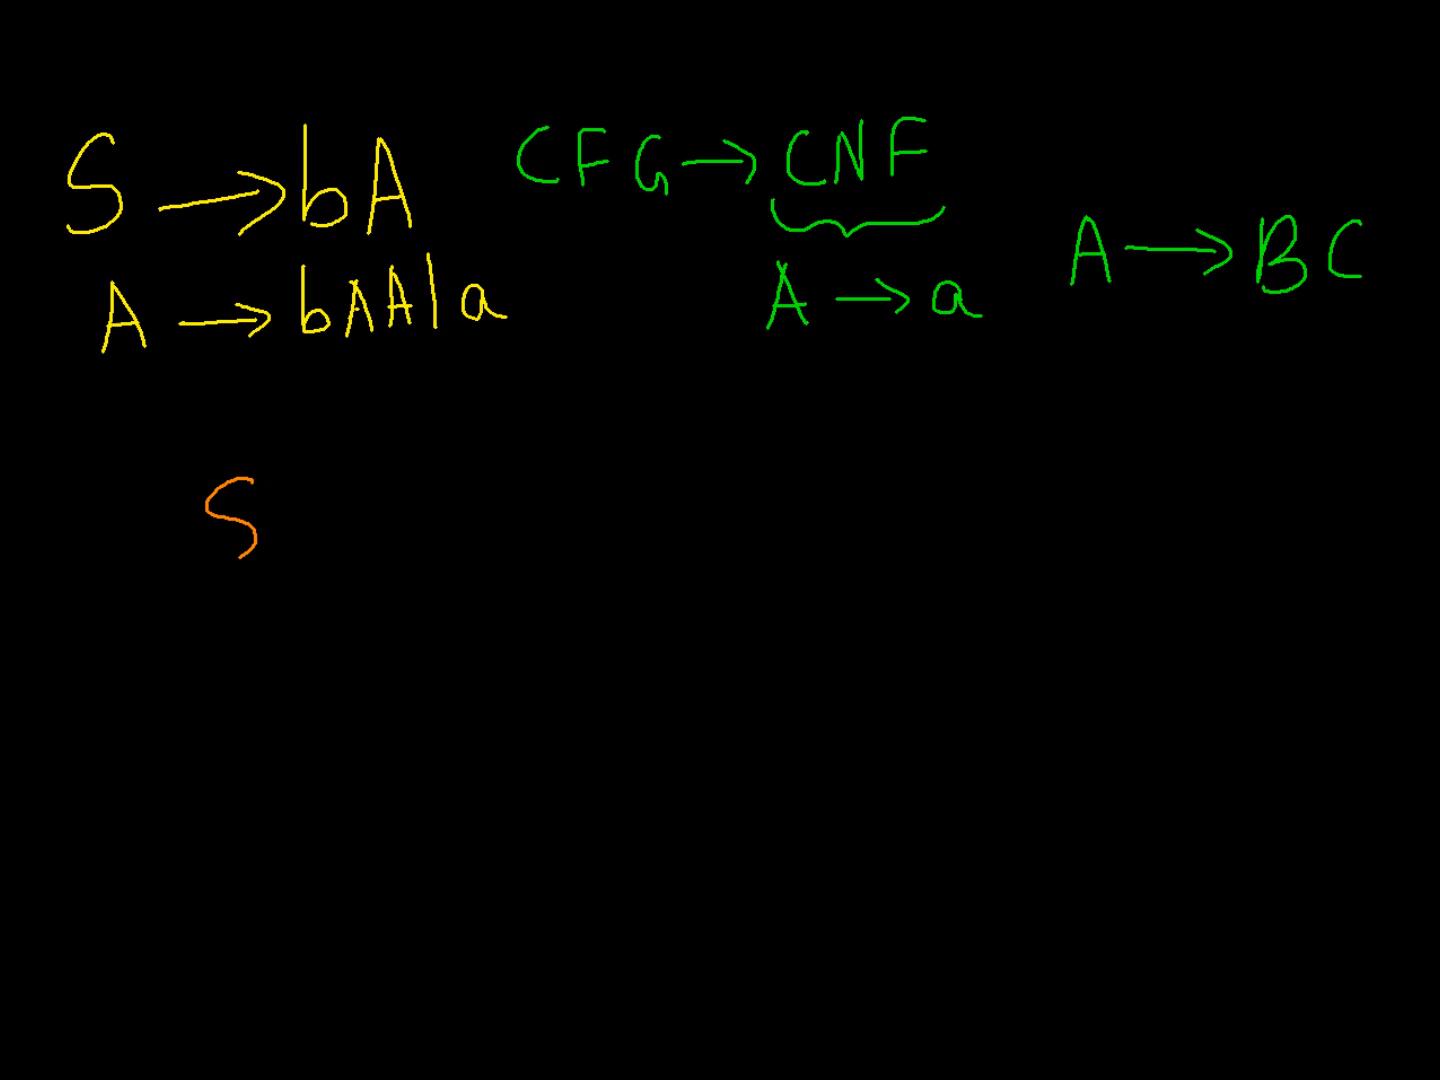 S → bA
CFG → CNF
A → BC
A → bAA|a
A → a
S